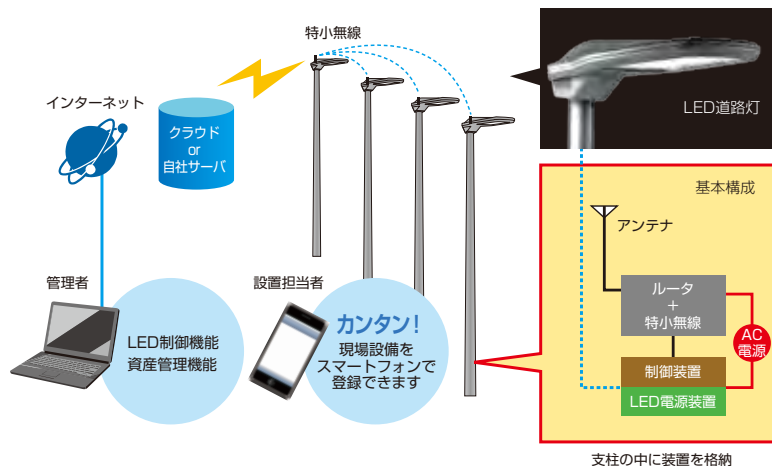 特小無線
インターネット
クラウド
or
自社サーバ
LED道路灯
基本構成
アンテナ
ルータ
+
特小無線
AC
電源
制御装置
LED電源装置
管理者
LED制御機能
資産管理機能
設置担当者
カンタン!
現場設備を
スマートフォンで
登録できます
支柱の中に装置を格納